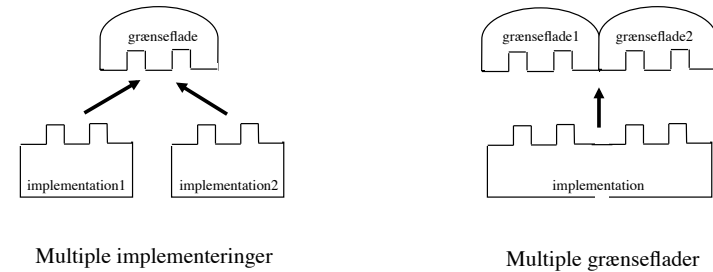 grænseflade
implementation1
implementation2
Multiple implementeringer
grænseflade1
grænseflade2
implementation
Multiple grænseflader